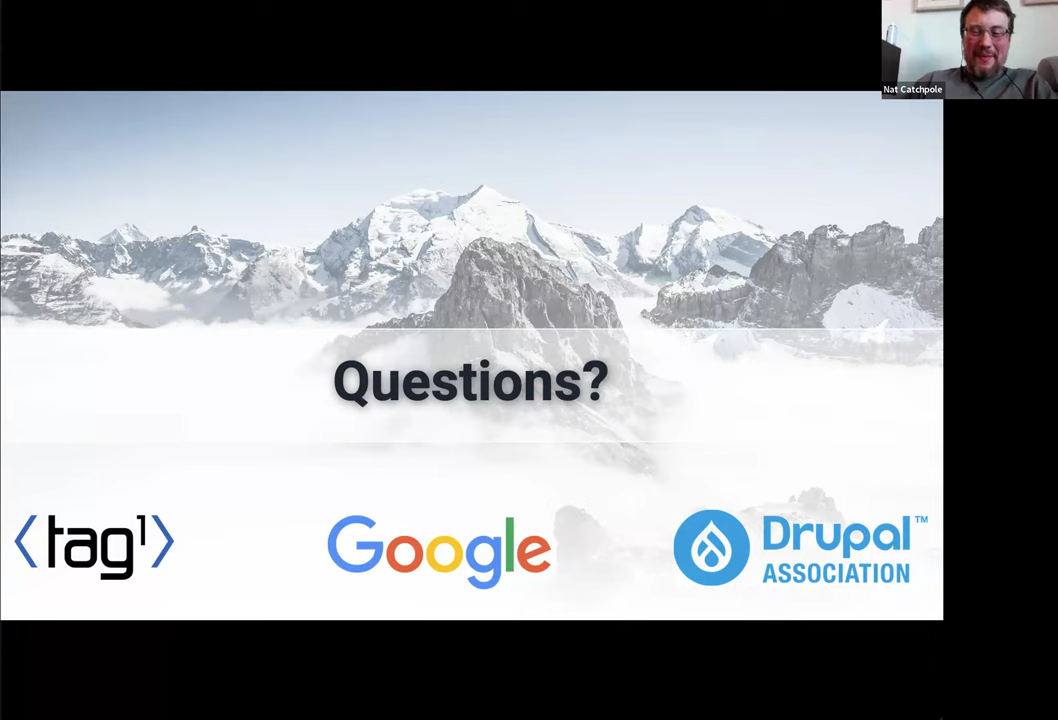 Nat Catchpole
Questions?
<tag1>
Google
Drupal™
ASSOCIATION